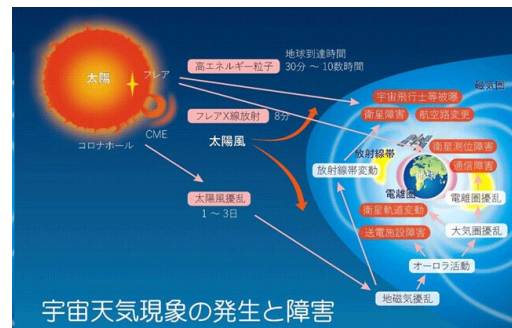 太陽
フレア
CME
コロナホール
高エネルギー粒子
地球到達時間
30分 ～ 10数時間
フレアX線放射
8分
太陽風
太陽風擾乱
1 ～ 3日
磁気圏
宇宙飛行士等被曝
衛星障害
航空路変更
衛星測位障害
放射線帯
通信障害
放射線帯変動
電離圏
電離圏擾乱
衛星軌道変動
送電施設障害
大気圏擾乱
オーロラ活動
地磁気擾乱
宇宙天気現象の発生と障害